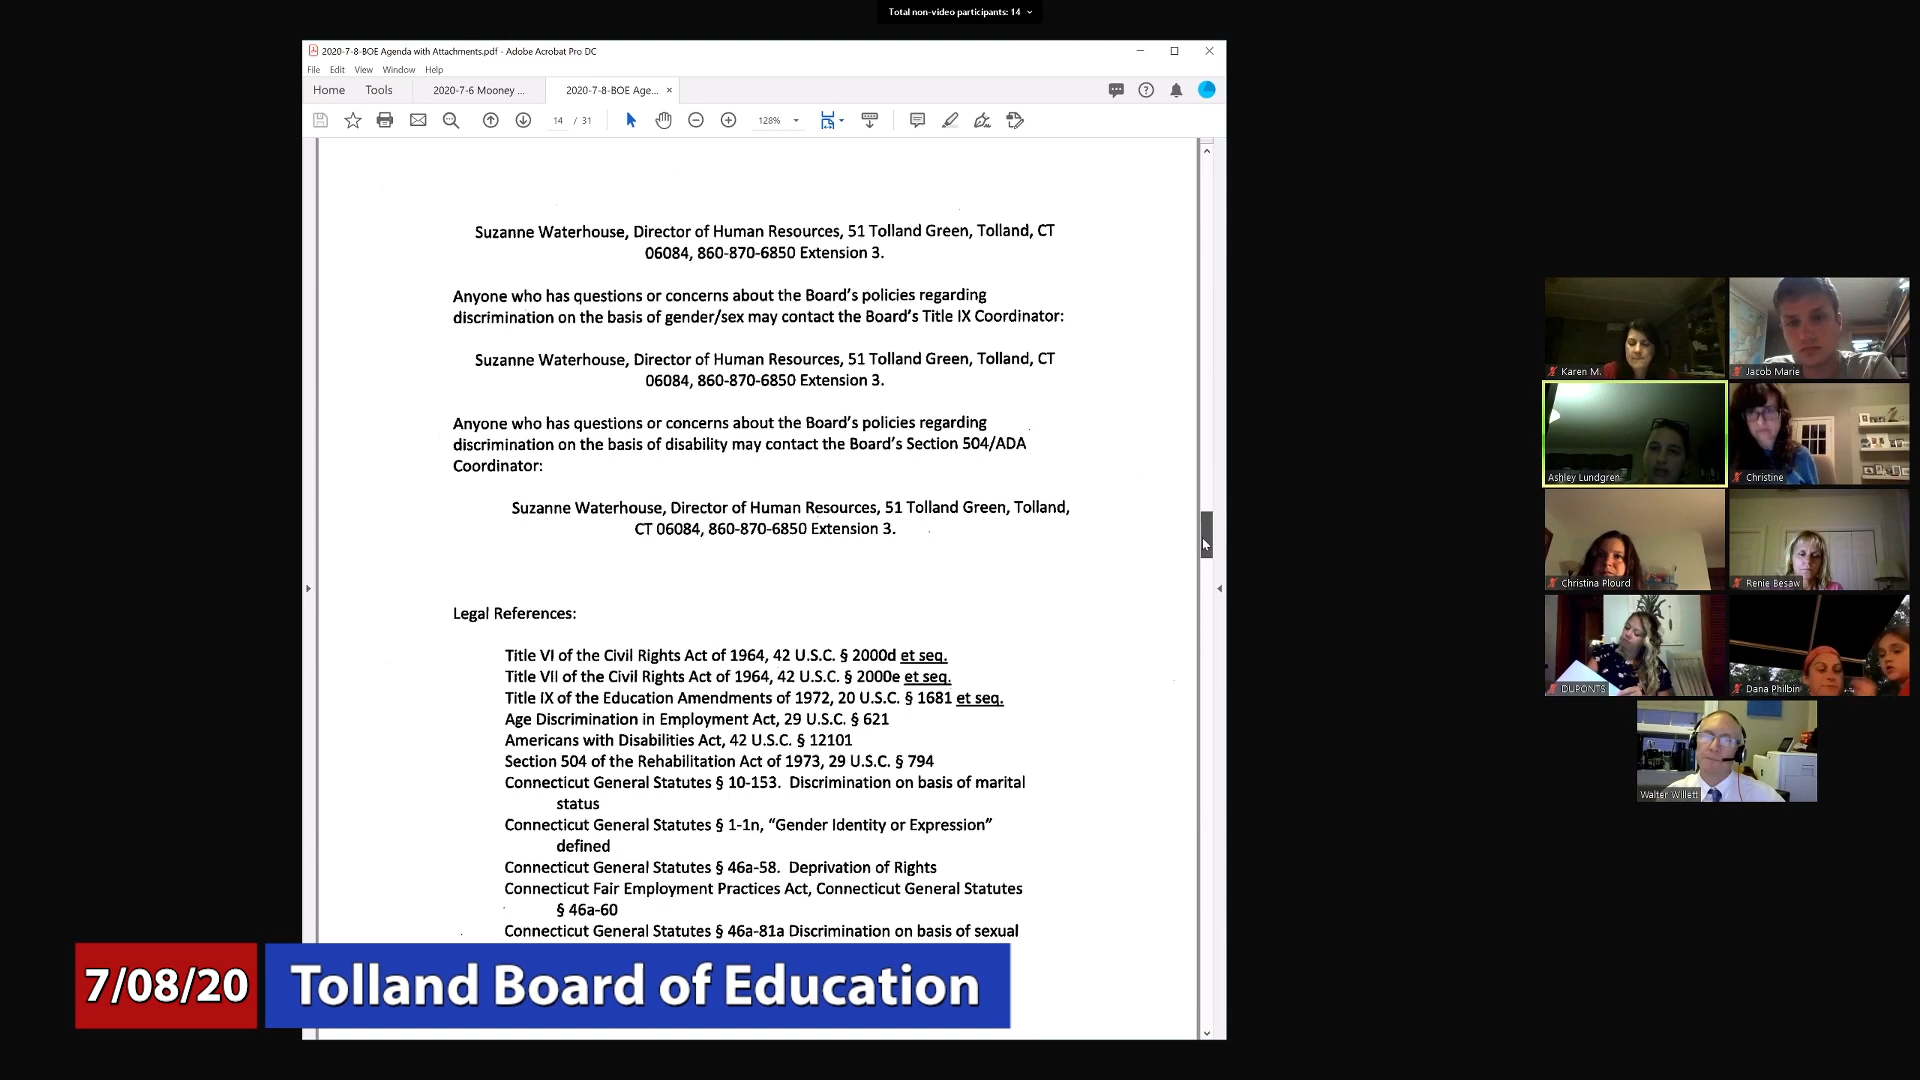 Total non-video participants: 14
2020-7-8-BOE Agenda with Attachments.pdf - Adobe Acrobat Pro DC
File Edit View Window Help
Home Tools 2020-7-6 Mooney ... 2020-7-8-BOE Age... ×
14 / 31 128%
Suzanne Waterhouse, Director of Human Resources, 51 Tolland Green, Tolland, CT
06084, 860-870-6850 Extension 3.
Anyone who has questions or concerns about the Board's policies regarding
discrimination on the basis of gender/sex may contact the Board's Title IX Coordinator:
Suzanne Waterhouse, Director of Human Resources, 51 Tolland Green, Tolland, CT
06084, 860-870-6850 Extension 3.
Anyone who has questions or concerns about the Board's policies regarding
discrimination on the basis of disability may contact the Board's Section 504/ADA
Coordinator:
Suzanne Waterhouse, Director of Human Resources, 51 Tolland Green, Tolland,
CT 06084, 860-870-6850 Extension 3.
Legal References:
Title VI of the Civil Rights Act of 1964, 42 U.S.C. § 2000d et seq.
Title VII of the Civil Rights Act of 1964, 42 U.S.C. § 2000e et seq.
Title IX of the Education Amendments of 1972, 20 U.S.C. § 1681 et seq.
Age Discrimination in Employment Act, 29 U.S.C. § 621
Americans with Disabilities Act, 42 U.S.C. § 12101
Section 504 of the Rehabilitation Act of 1973, 29 U.S.C. § 794
Connecticut General Statutes § 10-153. Discrimination on basis of marital
status
Connecticut General Statutes § 1-1n, “Gender Identity or Expression”
defined
Connecticut General Statutes § 46a-58. Deprivation of Rights
Connecticut Fair Employment Practices Act, Connecticut General Statutes
§ 46a-60
Connecticut General Statutes § 46a-81a Discrimination on basis of sexual
7/08/20 Tolland Board of Education
Karen M.
Jacob Marie
Ashley Lundgren
Christine
Christina Plourd
Renie Besaw
DUPONTS
Dana Philbin
Walter Willett